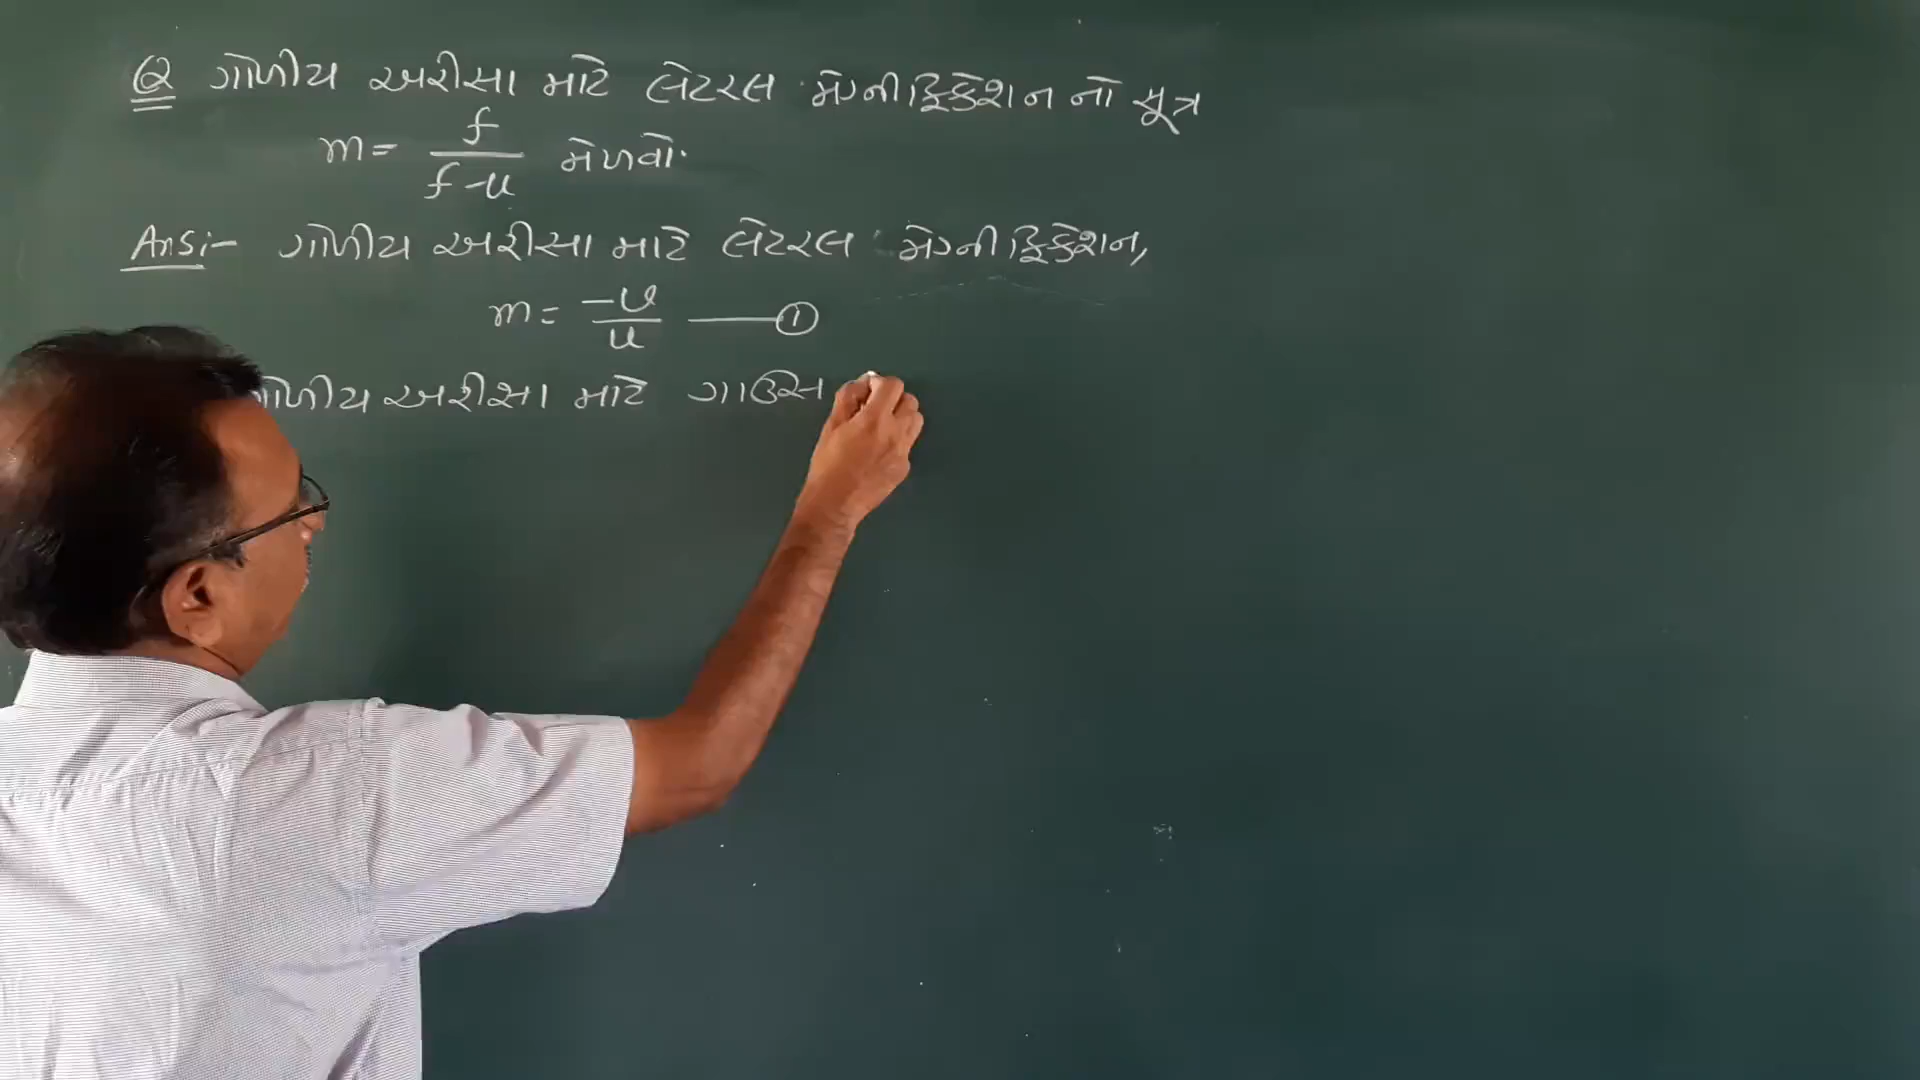 Q ગોળીય અરીસા માટે લેટરલ મેગ્નીફિકેશન નો સૂત્ર
m = f / f-u મેળવો.
Ans:- ગોળીય અરીસા માટે લેટરલ મેગ્નીફિકેશન,
m = -v / u —— ①
ગોળીય અરીસા માટે ગાઉસ